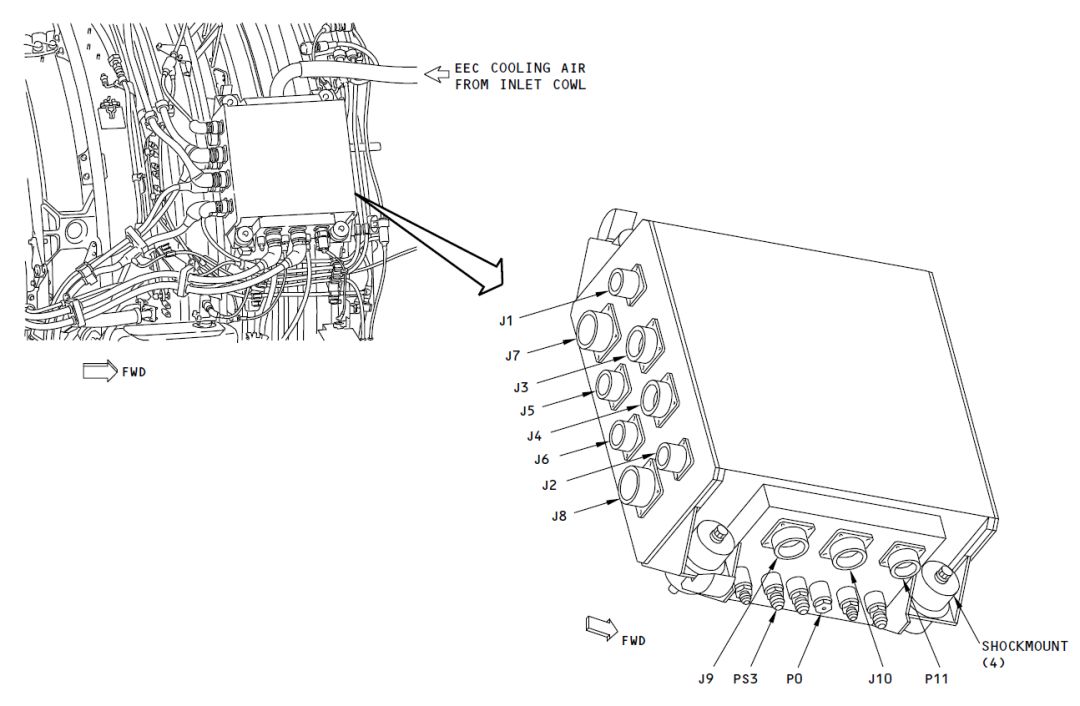 EEC COOLING AIR
FROM INLET COWL
FWD
J1
J7
J3
J5
J4
J6
J2
J8
FWD
SHOCKMOUNT
(4)
J9 PS3 P0 J10 P11